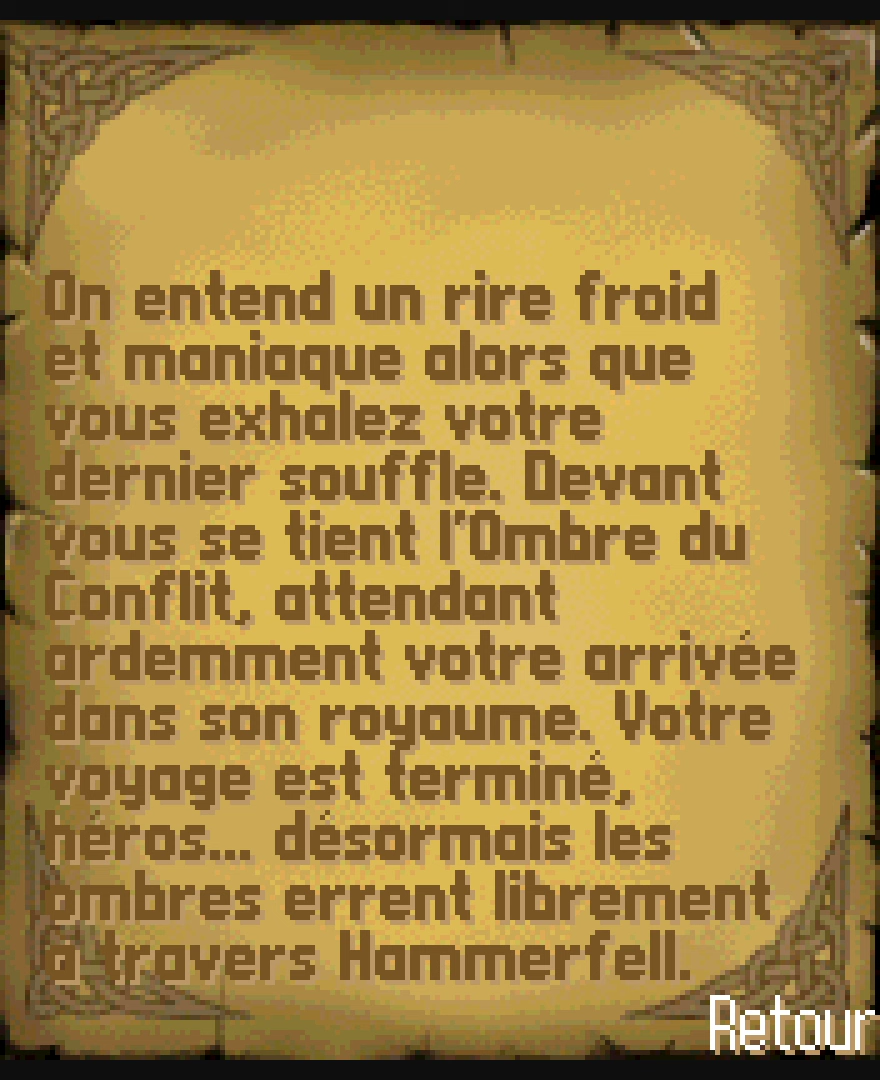 On entend un rire froid
et maniaque alors que
vous exhalez votre
dernier souffle. Devant
vous se tient l'Ombre du
Conflit, attendant
ardemment votre arrivée
dans son royaume. Votre
voyage est terminé,
héros... désormais les
ombres errent librement
à travers Hammerfell.
Retour